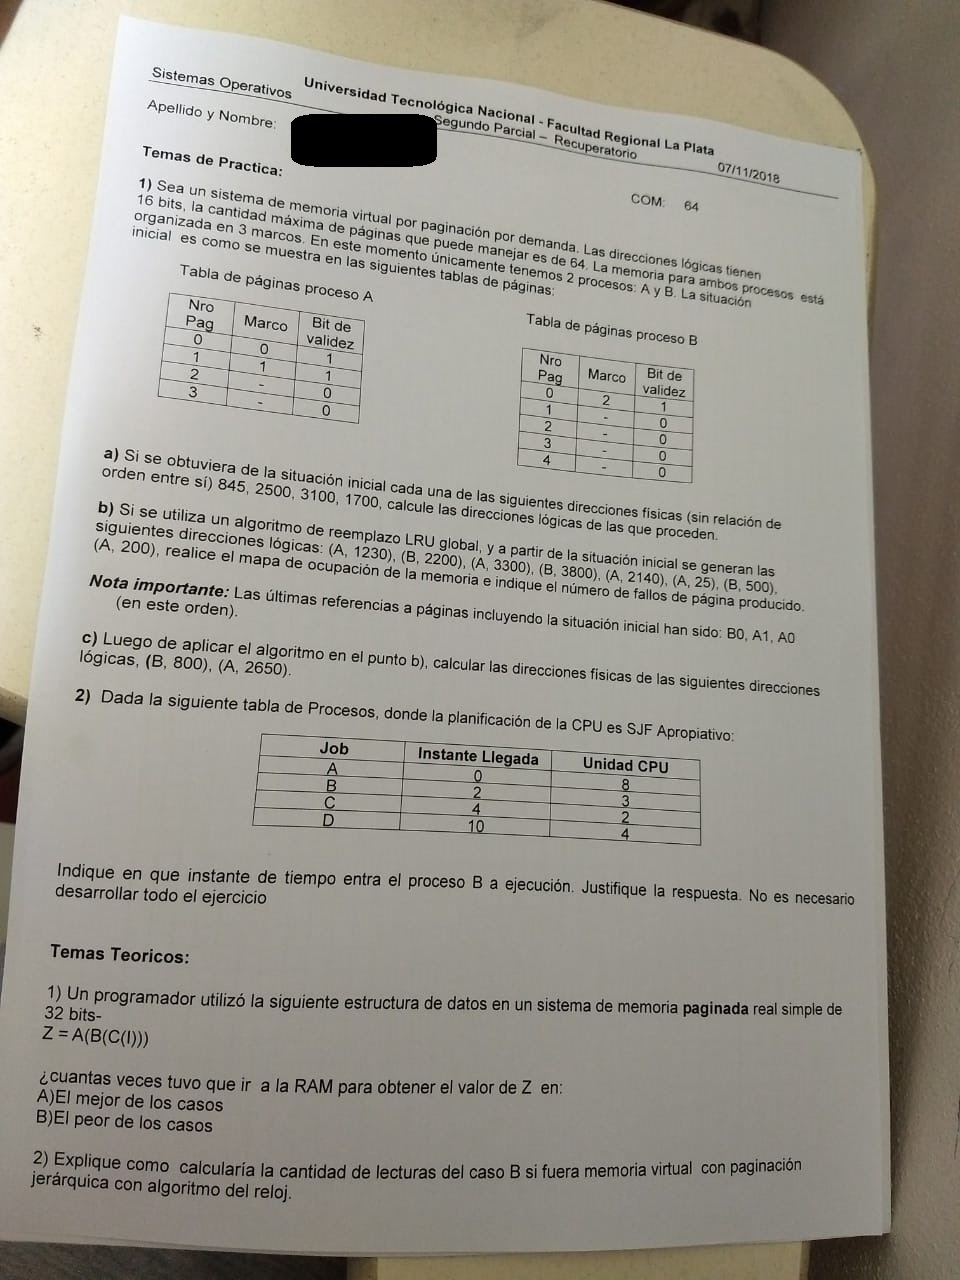 Universidad Tecnológica Nacional - Facultad Regional La Plata
Sistemas Operativos Segundo Parcial – Recuperatorio 07/11/2018
Apellido y Nombre: COM: 64
Temas de Practica:
1) Sea un sistema de memoria virtual por paginación por demanda. Las direcciones lógicas tienen
16 bits, la cantidad máxima de páginas que puede manejar es de 64. La memoria para ambos procesos está
organizada en 3 marcos. En este momento únicamente tenemos 2 procesos: A y B. La situación
inicial es como se muestra en las siguientes tablas de páginas:
Tabla de páginas proceso A
Nro Pag Marco Bit de validez
0 0 1
1 1 1
2 - 0
3 - 0
Tabla de páginas proceso B
Nro Pag Marco Bit de validez
0 2 1
1 - 0
2 - 0
3 - 0
4 - 0
a) Si se obtuviera de la situación inicial cada una de las siguientes direcciones físicas (sin relación de
orden entre sí) 845, 2500, 3100, 1700, calcule las direcciones lógicas de las que proceden.
b) Si se utiliza un algoritmo de reemplazo LRU global, y a partir de la situación inicial se generan las
siguientes direcciones lógicas: (A, 1230), (B, 2200), (A, 3300), (B, 3800), (A, 2140), (A, 25), (B, 500),
(A, 200), realice el mapa de ocupación de la memoria e indique el número de fallos de página producido.
Nota importante: Las últimas referencias a páginas incluyendo la situación inicial han sido: B0, A1, A0
(en este orden).
c) Luego de aplicar el algoritmo en el punto b), calcular las direcciones fisicas de las siguientes direcciones
lógicas, (B, 800), (A, 2650).
2) Dada la siguiente tabla de Procesos, donde la planificación de la CPU es SJF Apropiativo:
Job Instante Llegada Unidad CPU
A 0 8
B 2 3
C 4 2
D 10 4
Indique en que instante de tiempo entra el proceso B a ejecución. Justifique la respuesta. No es necesario
desarrollar todo el ejercicio
Temas Teoricos:
1) Un programador utilizó la siguiente estructura de datos en un sistema de memoria paginada real simple de
32 bits-
Z = A(B(C(I)))
¿cuantas veces tuvo que ir a la RAM para obtener el valor de Z en:
A)El mejor de los casos
B)El peor de los casos
2) Explique como calcularía la cantidad de lecturas del caso B si fuera memoria virtual con paginación
jerárquica con algoritmo del reloj.